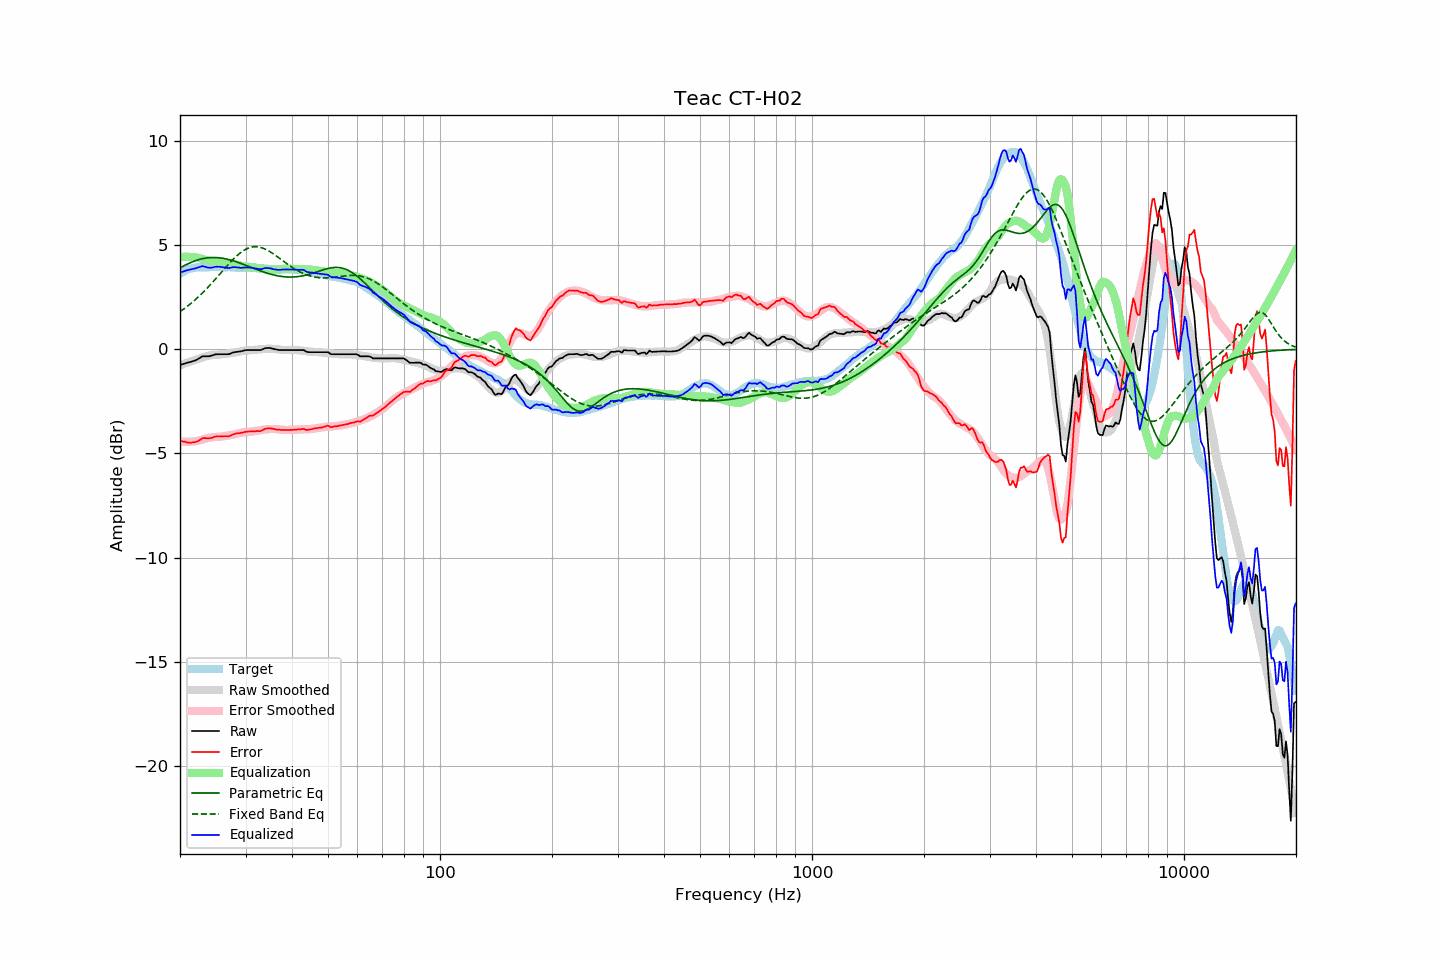 Teac CT-H02
Amplitude (dBr)
10
5
0
−5
−10
−15
−20
Target
Raw Smoothed
Error Smoothed
Raw
Error
Equalization
Parametric Eq
Fixed Band Eq
Equalized
100
1000
10000
Frequency (Hz)